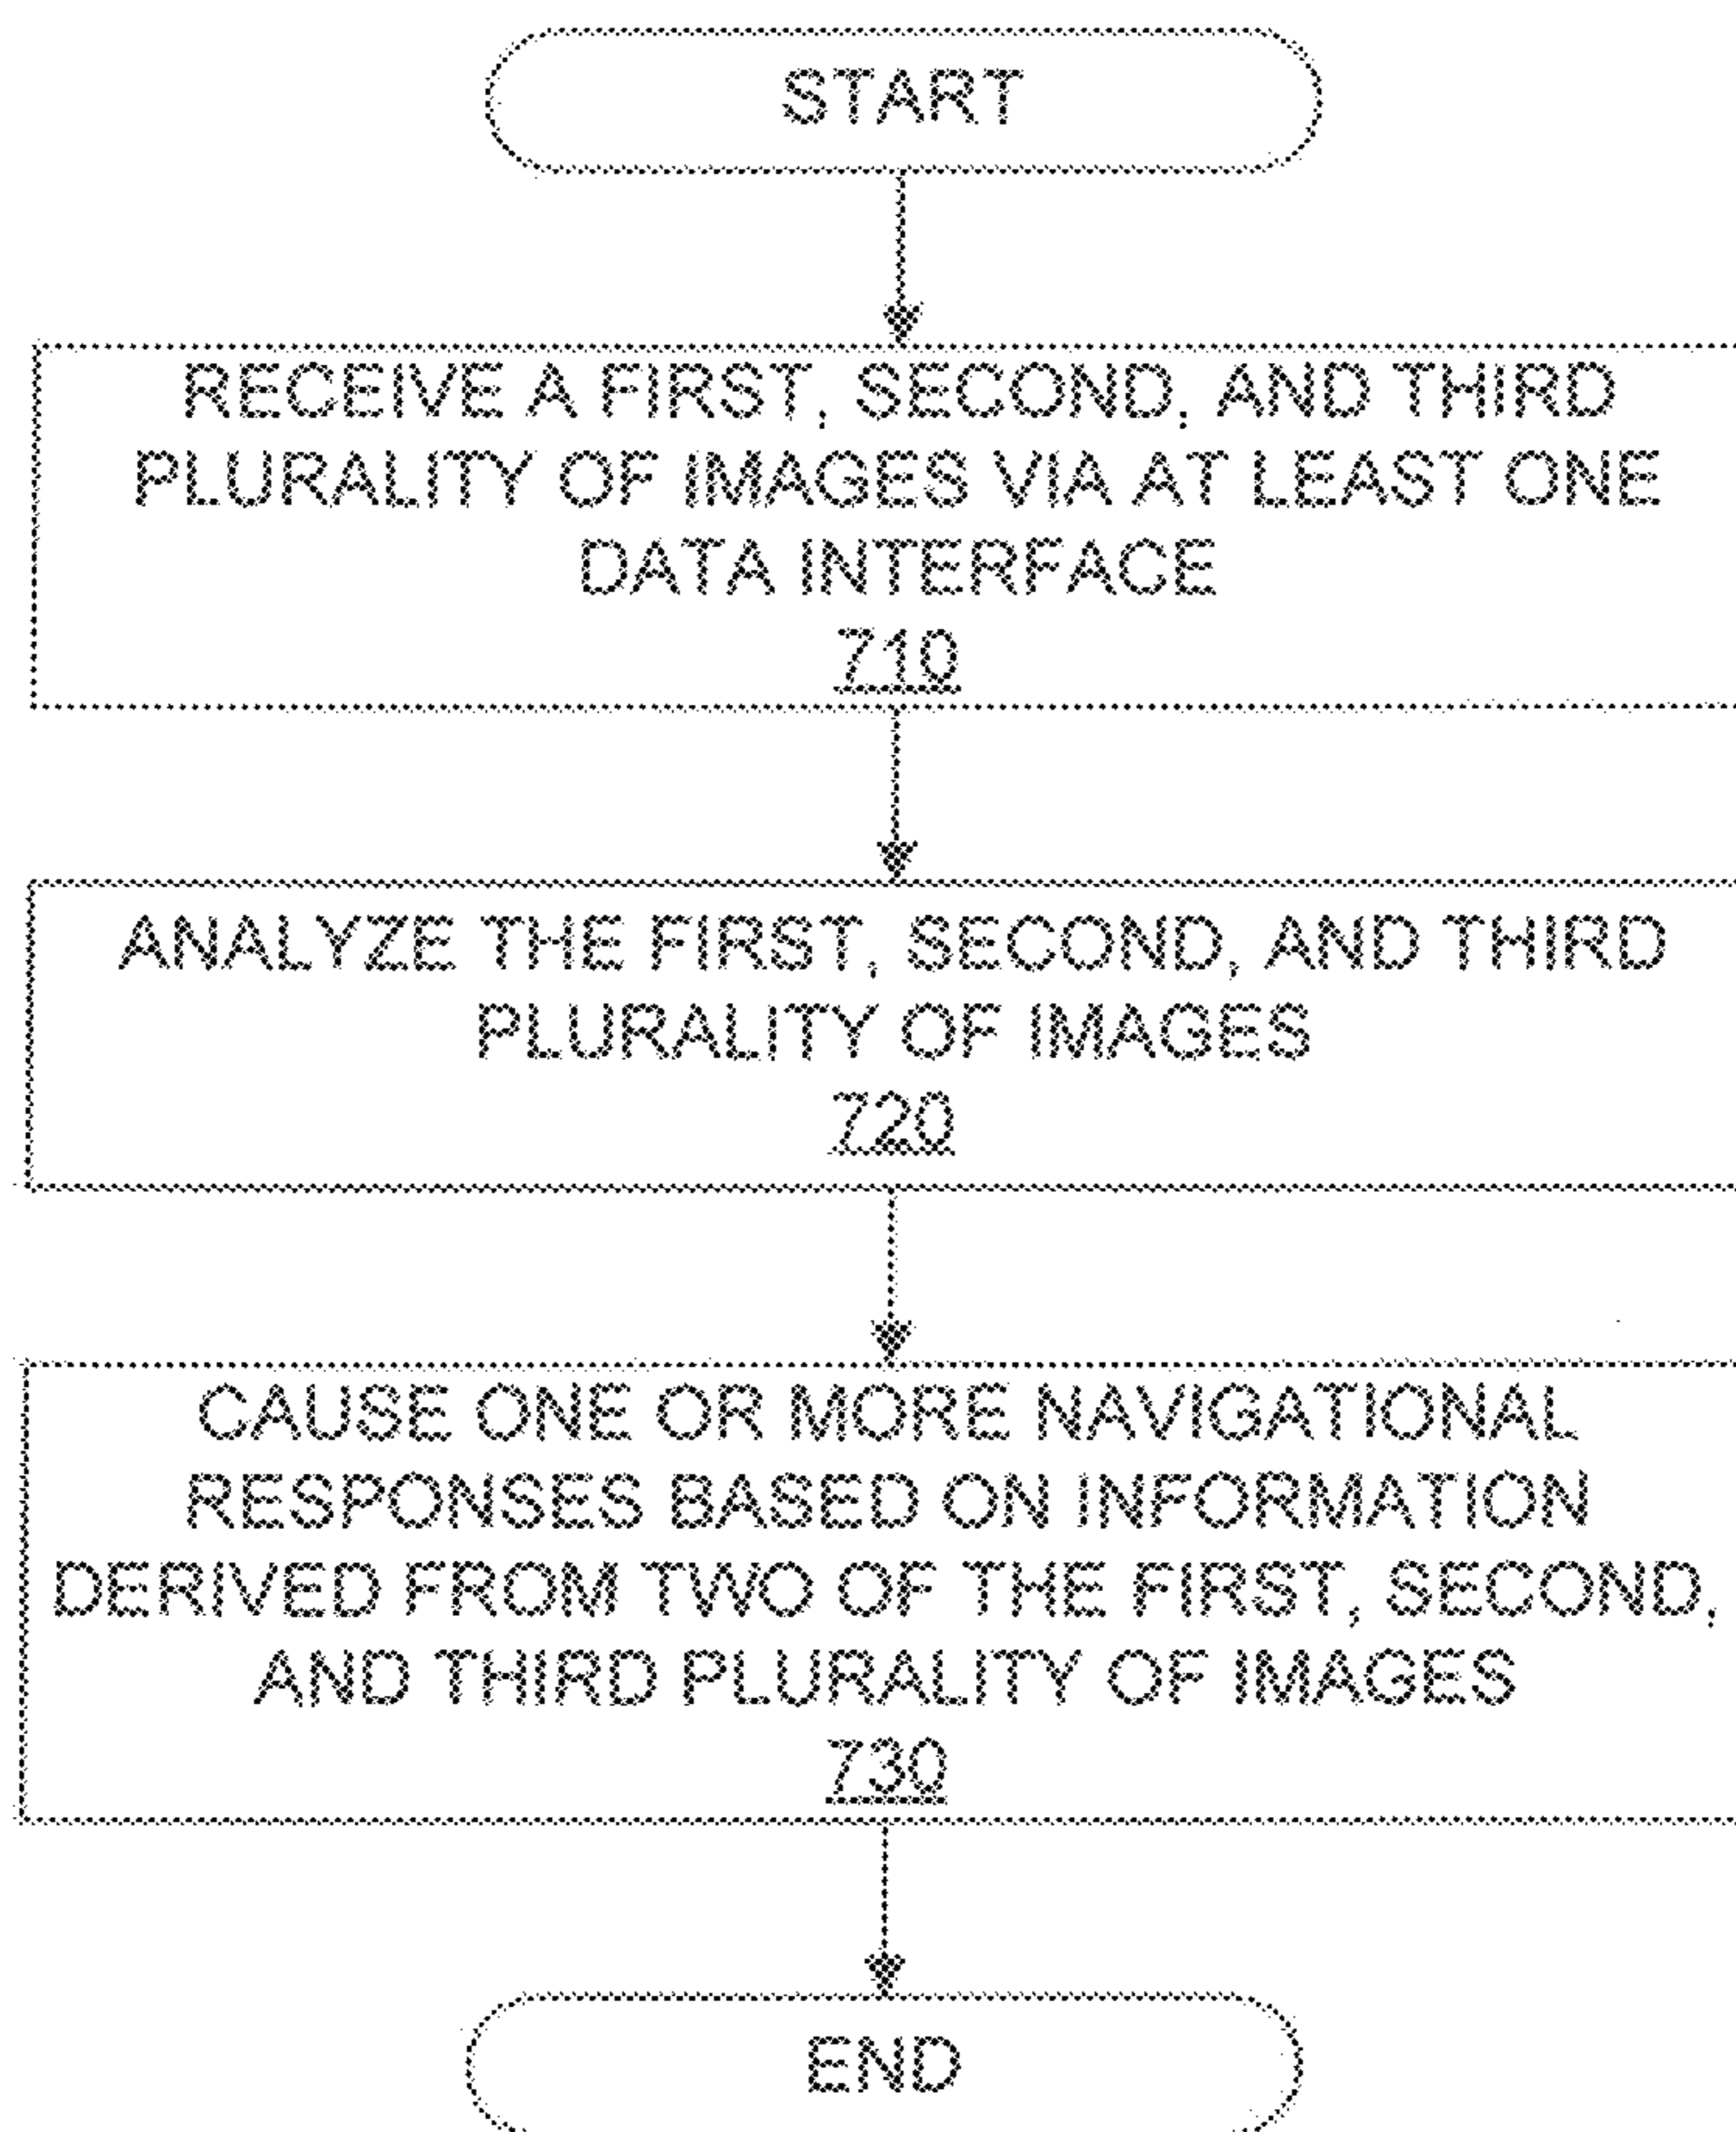 START
RECEIVE A FIRST, SECOND, AND THIRD
PLURALITY OF IMAGES VIA AT LEAST ONE
DATA INTERFACE
710
ANALYZE THE FIRST, SECOND, AND THIRD
PLURALITY OF IMAGES
720
CAUSE ONE OR MORE NAVIGATIONAL
RESPONSES BASED ON INFORMATION
DERIVED FROM TWO OF THE FIRST, SECOND,
AND THIRD PLURALITY OF IMAGES
730
END